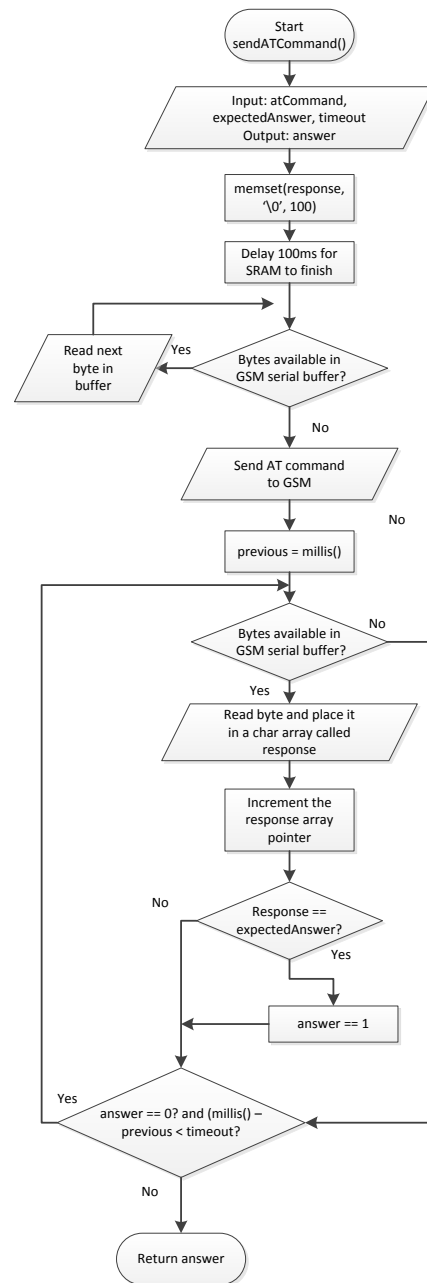 Start
sendATCommand()
Input: atCommand,
expectedAnswer, timeout
Output: answer
memset(response,
‘\0’, 100)
Delay 100ms for
SRAM to finish
Read next
byte in
buffer
Yes
Bytes available in
GSM serial buffer?
No
Send AT command
to GSM
No
previous = millis()
Bytes available in
GSM serial buffer?
No
Yes
Read byte and place it
in a char array called
response
Increment the
response array
pointer
No
Response ==
expectedAnswer?
Yes
answer == 1
Yes
answer == 0? and (millis() –
previous < timeout?
No
Return answer